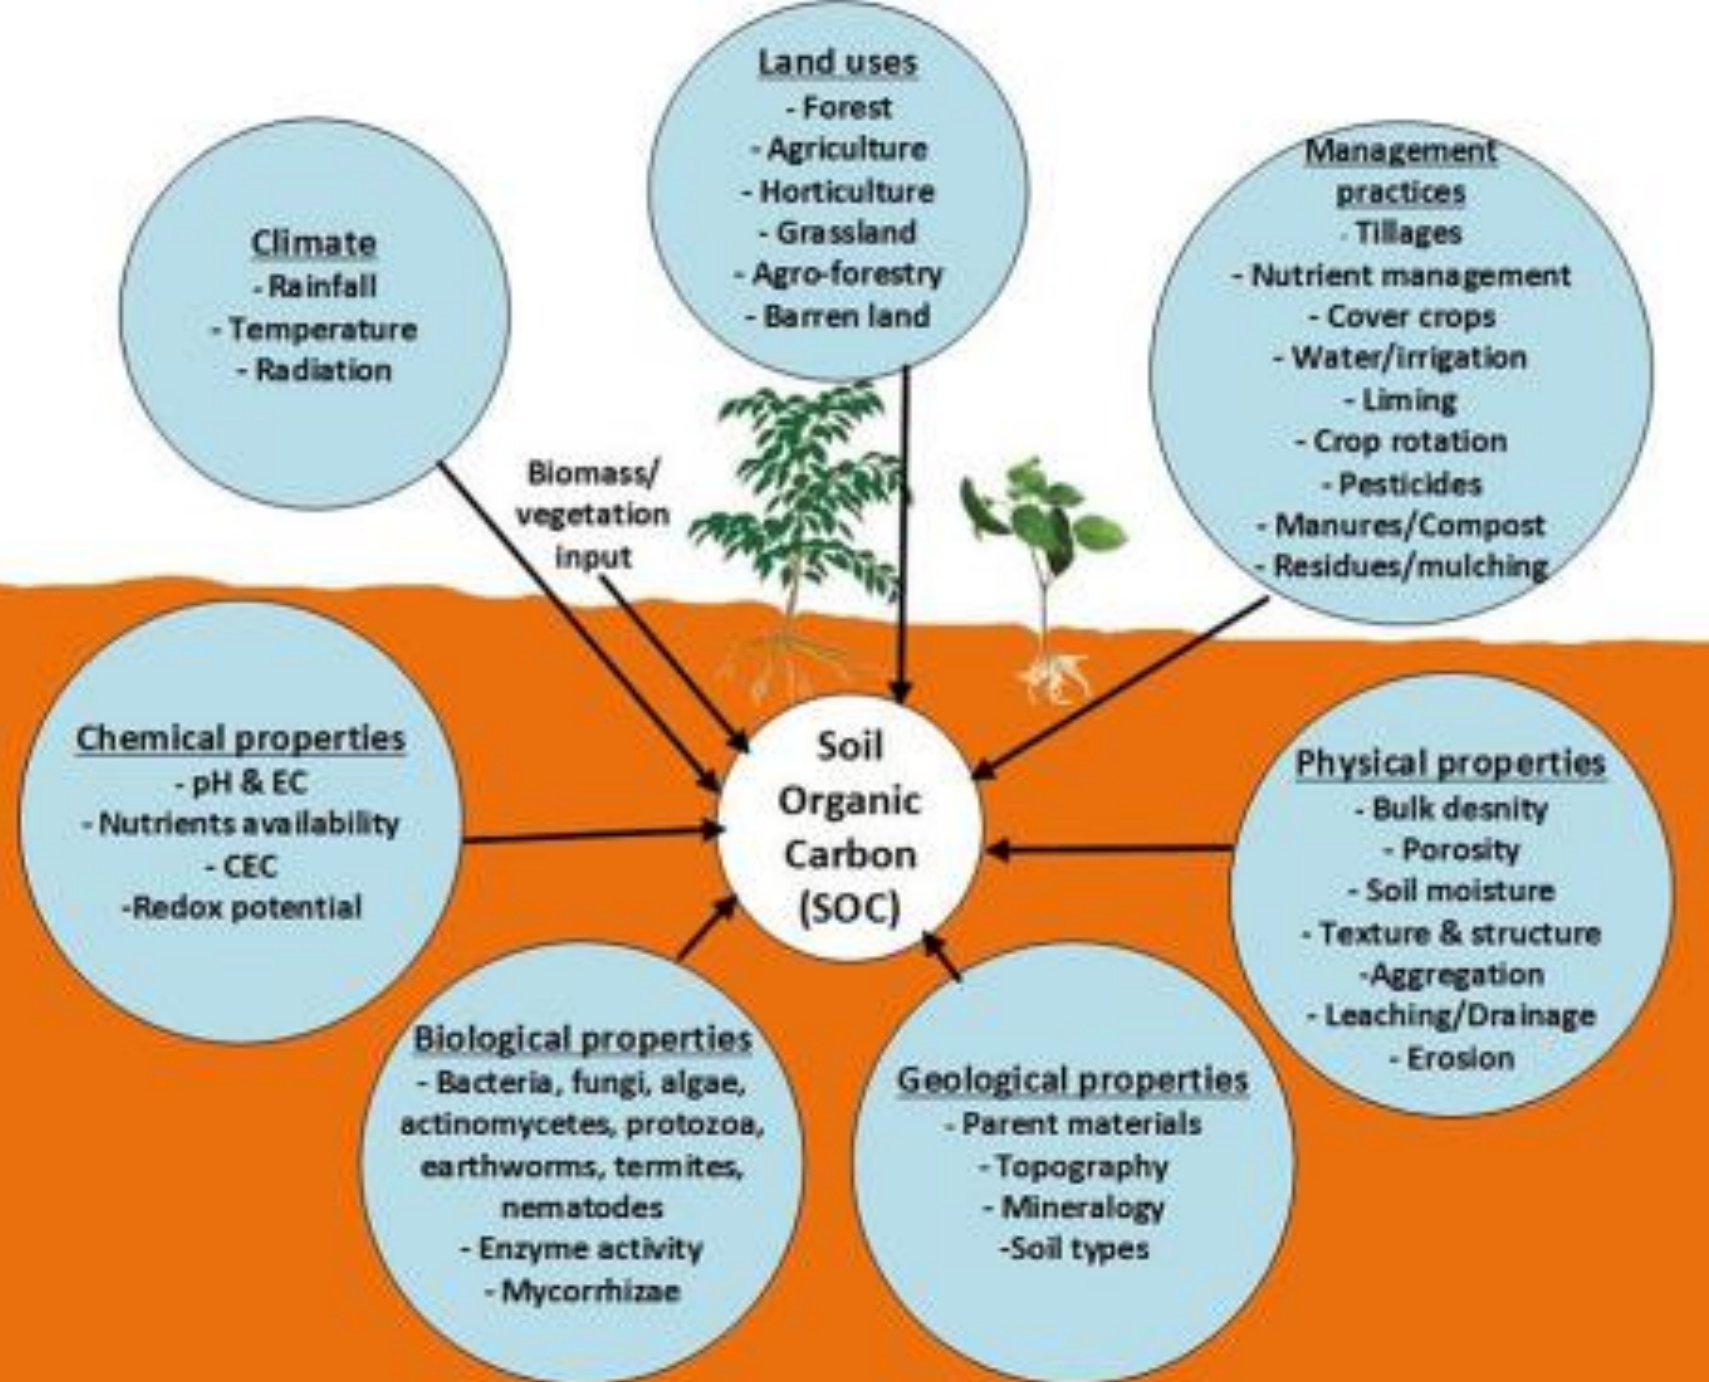 Land uses
- Forest
- Agriculture
- Horticulture
- Grassland
- Agro-forestry
- Barren land
Climate
- Rainfall
- Temperature
- Radiation
Management
practices
- Tillages
- Nutrient management
- Cover crops
- Water/irrigation
- Liming
- Crop rotation
- Pesticides
- Manures/Compost
- Residues/mulching
Biomass/
vegetation
input
Soil
Organic
Carbon
(SOC)
Chemical properties
- pH & EC
- Nutrients availability
- CEC
-Redox potential
Physical properties
- Bulk desnity
- Porosity
- Soil moisture
- Texture & structure
-Aggregation
- Leaching/Drainage
- Erosion
Biological properties
- Bacteria, fungi, algae,
actinomycetes, protozoa,
earthworms, termites,
nematodes
- Enzyme activity
- Mycorrhizae
Geological properties
- Parent materials
- Topography
- Mineralogy
-Soil types